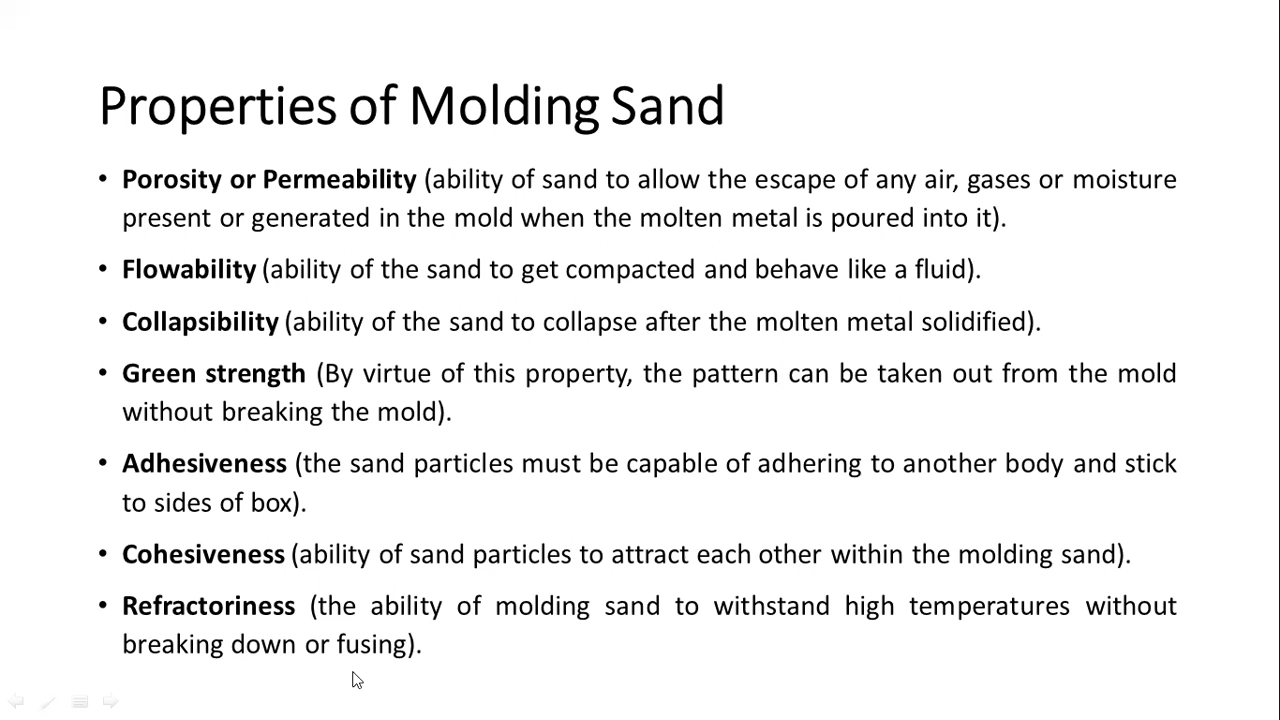 Properties of Molding Sand
• Porosity or Permeability (ability of sand to allow the escape of any air, gases or moisture
present or generated in the mold when the molten metal is poured into it).
• Flowability (ability of the sand to get compacted and behave like a fluid).
• Collapsibility (ability of the sand to collapse after the molten metal solidified).
• Green strength (By virtue of this property, the pattern can be taken out from the mold
without breaking the mold).
• Adhesiveness (the sand particles must be capable of adhering to another body and stick
to sides of box).
• Cohesiveness (ability of sand particles to attract each other within the molding sand).
• Refractoriness (the ability of molding sand to withstand high temperatures without
breaking down or fusing).